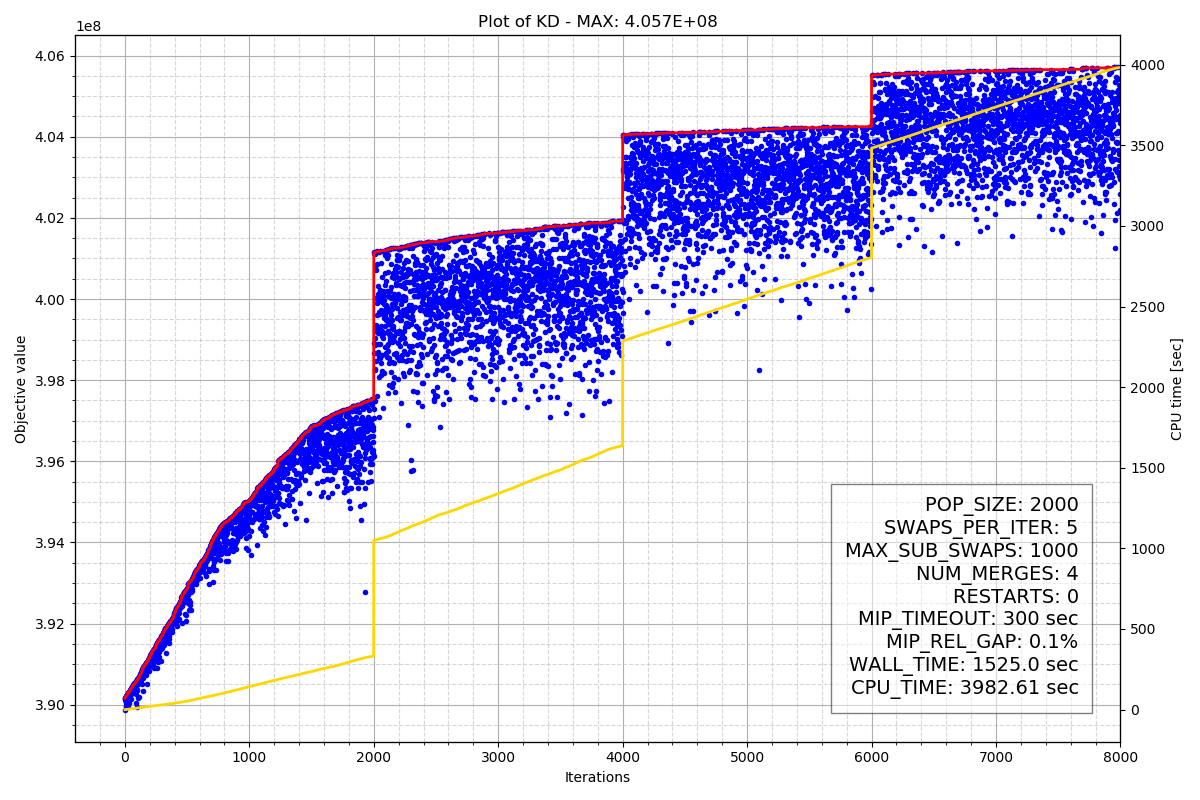 Plot of KD - MAX: 4.057E+08
1e8
4.06
4.04
4.02
4.00
3.98
3.96
3.94
3.92
3.90
Objective value
4000
3500
3000
2500
2000
1500
1000
500
0
CPU time [sec]
POP_SIZE: 2000
SWAPS_PER_ITER: 5
MAX_SUB_SWAPS: 1000
NUM_MERGES: 4
RESTARTS: 0
MIP_TIMEOUT: 300 sec
MIP_REL_GAP: 0.1%
WALL_TIME: 1525.0 sec
CPU_TIME: 3982.61 sec
0 1000 2000 3000 4000 5000 6000 7000 8000
Iterations